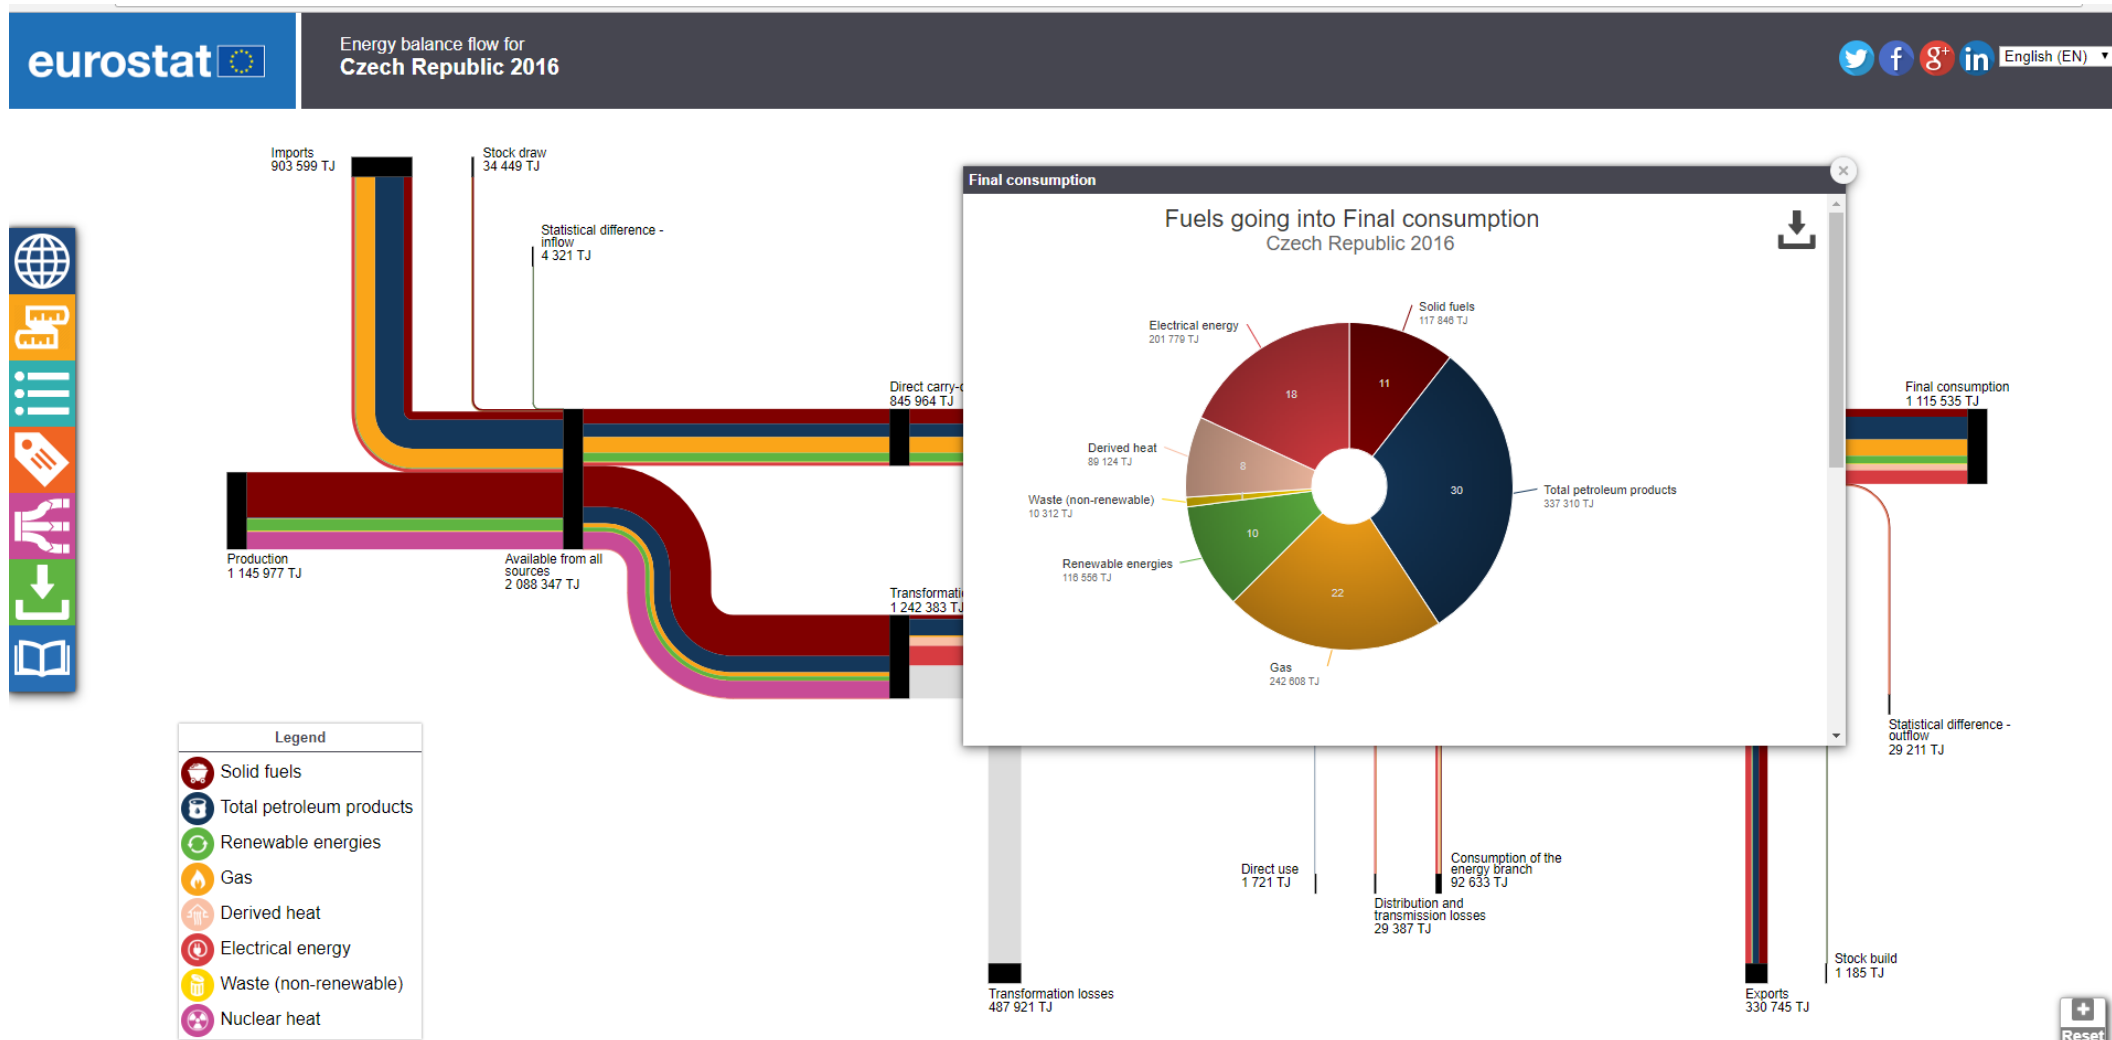 eurostat
Energy balance flow for
Czech Republic 2016
g+
in
English (EN)
Imports
903 599 TJ
Stock draw
34 449 TJ
Statistical difference -
inflow
4 321 TJ
Direct carry-
845 964 TJ
Production
1 145 977 TJ
Available from all
sources
2 088 347 TJ
Transformati
1 242 383 TJ
Final consumption
Fuels going into Final consumption
Czech Republic 2016
Solid fuels
117 846 TJ
Electrical energy
201 779 TJ
11
18
Derived heat
89 124 TJ
8
30
Total petroleum products
337 310 TJ
Waste (non-renewable)
10 312 TJ
10
Renewable energies
116 556 TJ
22
Gas
242 608 TJ
Final consumption
1 115 535 TJ
Statistical difference -
outflow
29 211 TJ
Legend
Solid fuels
Total petroleum products
Renewable energies
Gas
Derived heat
Electrical energy
Waste (non-renewable)
Nuclear heat
Transformation losses
487 921 TJ
Direct use
1 721 TJ
Distribution and
transmission losses
29 387 TJ
Consumption of the
energy branch
92 633 TJ
Exports
330 745 TJ
Stock build
1 185 TJ
Reset